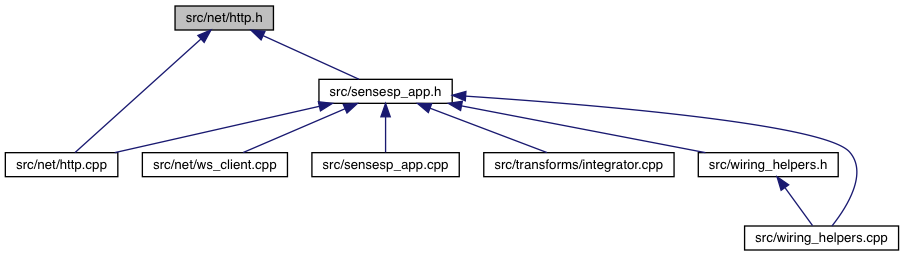 src/net/http.h
src/sensesp_app.h
src/net/http.cpp
src/net/ws_client.cpp
src/sensesp_app.cpp
src/transforms/integrator.cpp
src/wiring_helpers.h
src/wiring_helpers.cpp